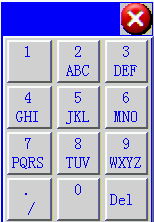 1 2 3
ABC DEF
4 5 6
GHI JKL MNO
7 8 9
PQRS TUV WXYZ
. 0 Del
/